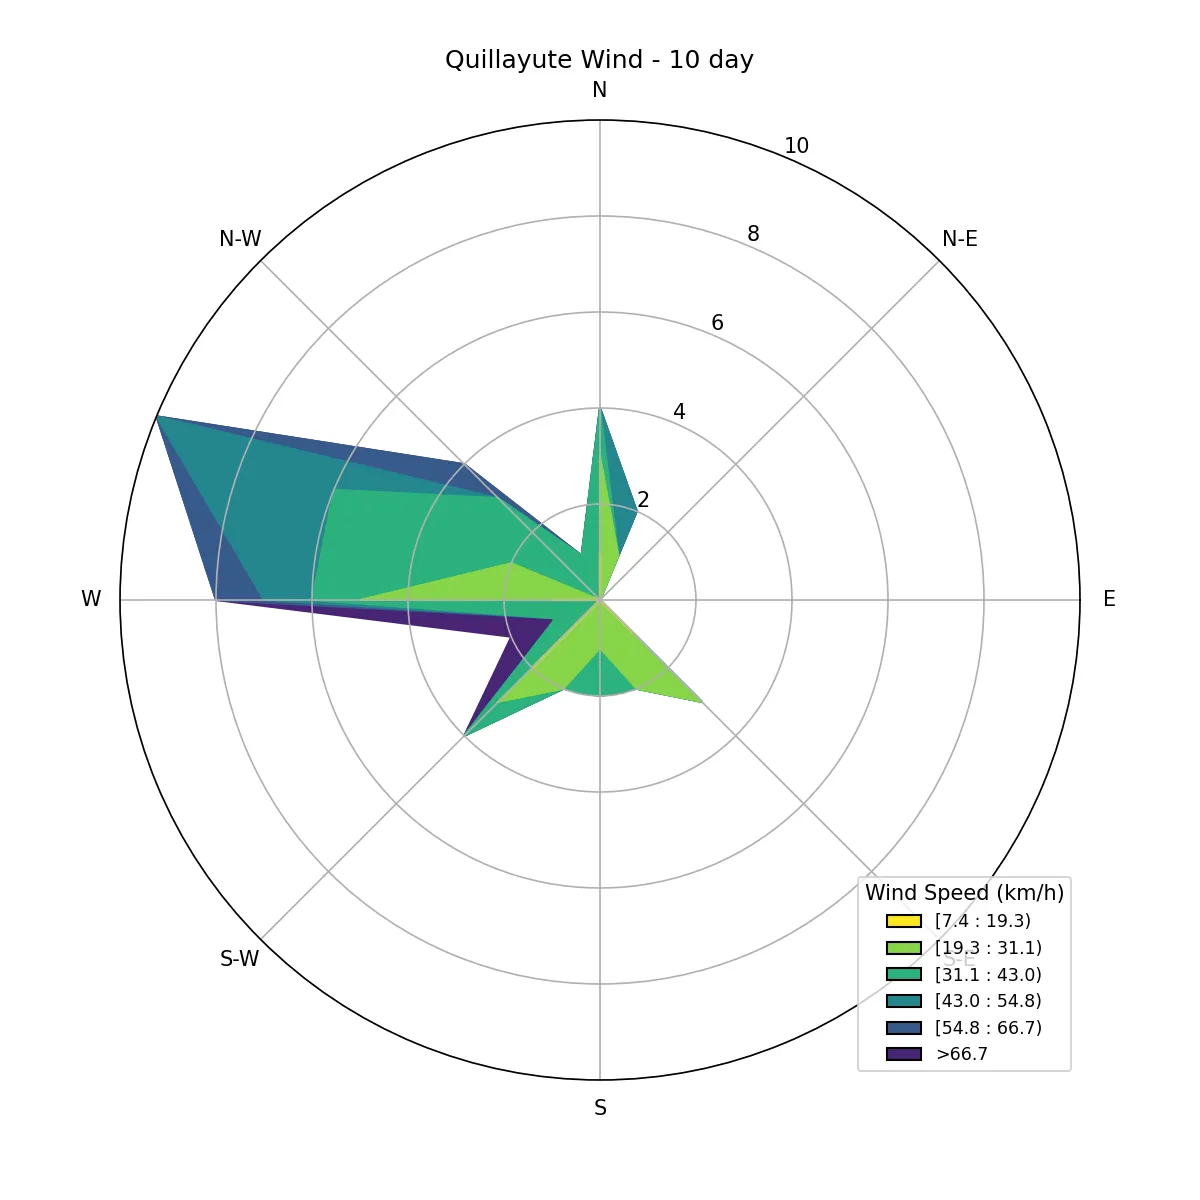 Quillayute Wind - 10 day
N
10
N-W
8
N-E
6
4
2
W
E
S-W
S-E
S
Wind Speed (km/h)
[7.4 : 19.3)
[19.3 : 31.1)
[31.1 : 43.0)
[43.0 : 54.8)
[54.8 : 66.7)
>66.7